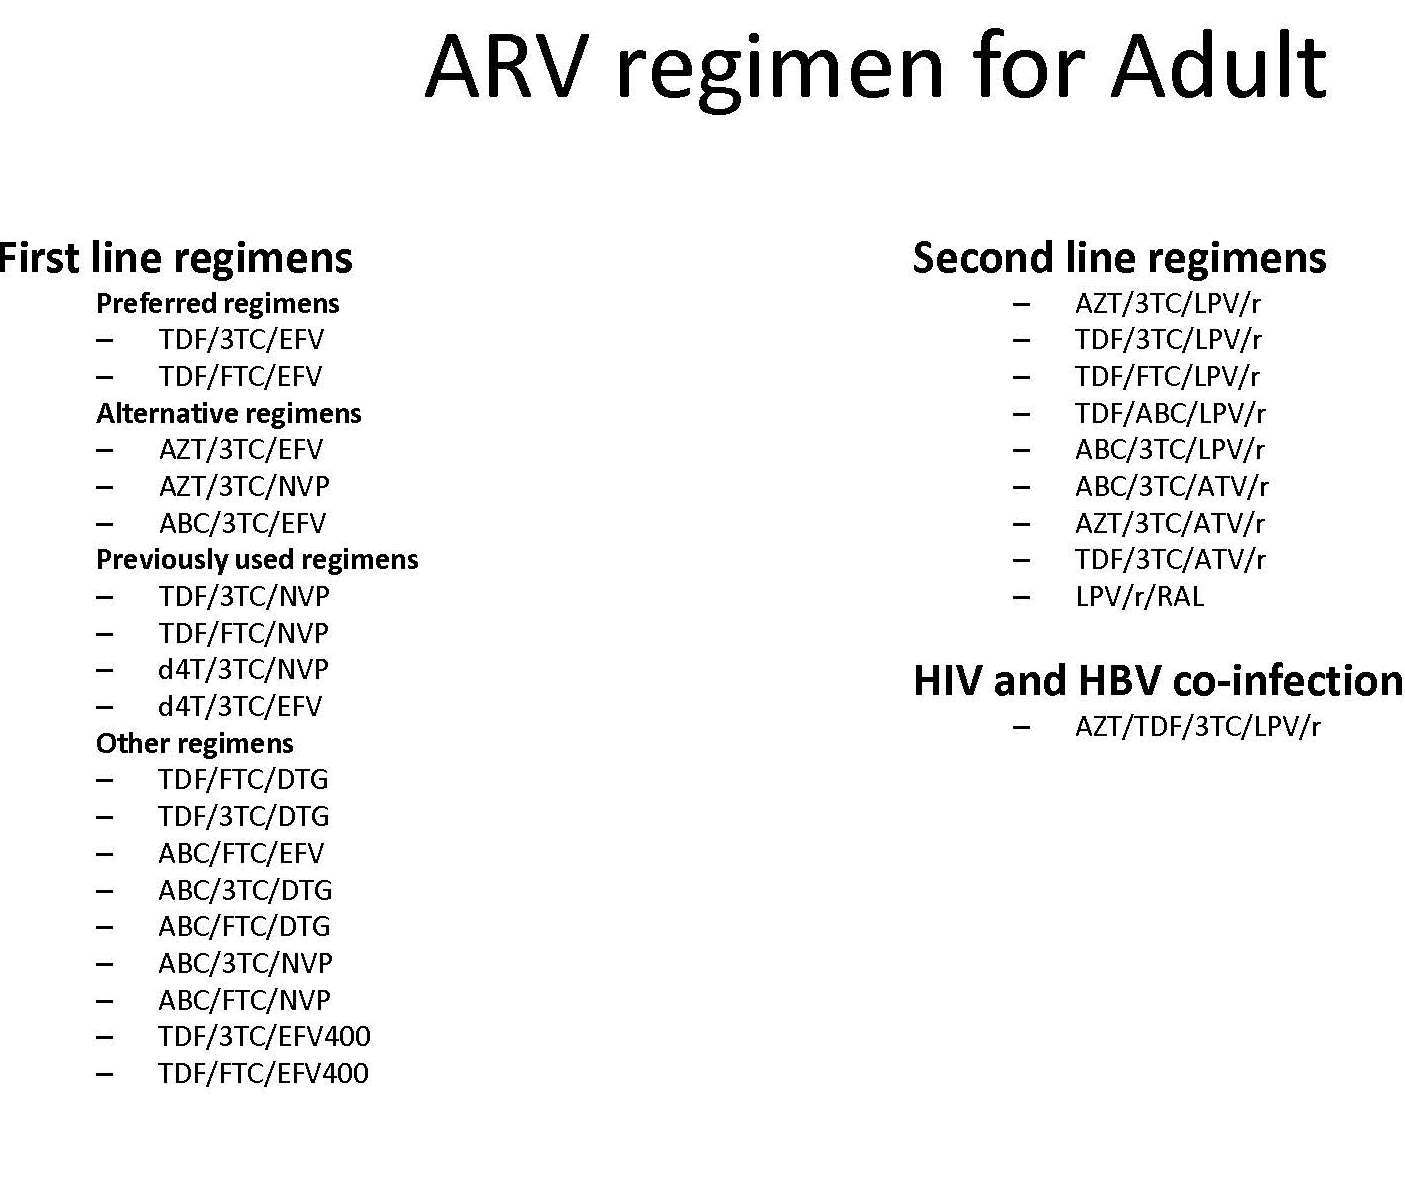 ARV regimen for Adult
First line regimens
Preferred regimens
– TDF/3TC/EFV
– TDF/FTC/EFV
Alternative regimens
– AZT/3TC/EFV
– AZT/3TC/NVP
– ABC/3TC/EFV
Previously used regimens
– TDF/3TC/NVP
– TDF/FTC/NVP
– d4T/3TC/NVP
– d4T/3TC/EFV
Other regimens
– TDF/FTC/DTG
– TDF/3TC/DTG
– ABC/FTC/EFV
– ABC/3TC/DTG
– ABC/FTC/DTG
– ABC/3TC/NVP
– ABC/FTC/NVP
– TDF/3TC/EFV400
– TDF/FTC/EFV400
Second line regimens
– AZT/3TC/LPV/r
– TDF/3TC/LPV/r
– TDF/FTC/LPV/r
– TDF/ABC/LPV/r
– ABC/3TC/LPV/r
– ABC/3TC/ATV/r
– AZT/3TC/ATV/r
– TDF/3TC/ATV/r
– LPV/r/RAL
HIV and HBV co-infection
– AZT/TDF/3TC/LPV/r